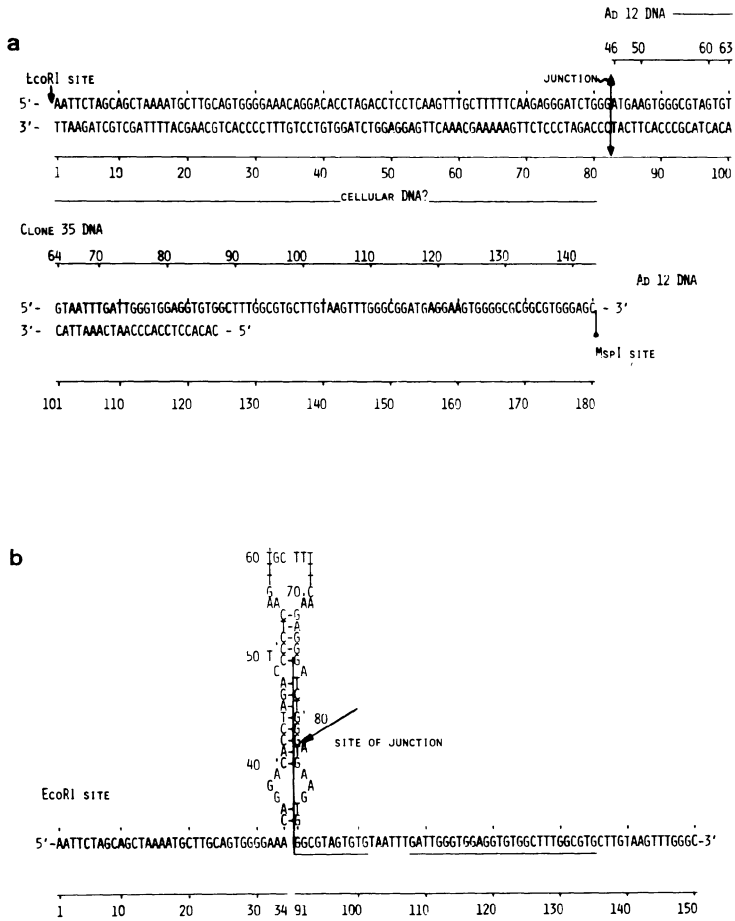 AD 12 DNA
a
46 50 60 63
EcoRI SITE
JUNCTION
5'- AATTCTAGCAGCTAAAATGCTTGCAGTGGGGAAACAGGACACCTAGACCTCCTCAAGTTTGCTTTTTCAAGAGGGATCTGGGATGAAGTGGGCGTAGTGT
3'- TTAAGATCGTCGATTTTACGAACGTCACCCCTTTGTCCTGTGGATCTGGAGGAGTTCAAACGAAAAAGTTCTCCCTAGACCCTACTTCACCCGCATCACA
1 10 20 30 40 50 60 70 80 90 100
CELLULAR DNA?
CLONE 35 DNA
64 70 80 90 100 110 120 130 140
AD 12 DNA
5'- GTAATTTGATTGGGTGGAGGTGTGGCTTTGGCGTGCTTGTAAGTTTGGGCGGATGAGGAAGTGGGGCGCGGCGTGGGAGC - 3'
3'- CATTAAACTAACCCACCTCCACAC - 5'
MspI SITE
101 110 120 130 140 150 160 170 180
b
60 TGC TTT
T T
T T
G 70 C
AA AA
C-G
T-A
C-G
C-G
50 T C G
C A
A T
G C
A T
T G 80
C G
C G
SITE OF JUNCTION
A T A
40 C G
A A
G A
G G
A T
C G
EcoRI SITE
5'-AATTCTAGCAGCTAAAATGCTTGCAGTGGGGAAA GGCGTAGTGTGTAATTTGATTGGGTGGAGGTGTGGCTTTGGCGTGCTTGTAAGTTTGGGC-3'
1 10 20 30 34 91 100 110 120 130 140 150